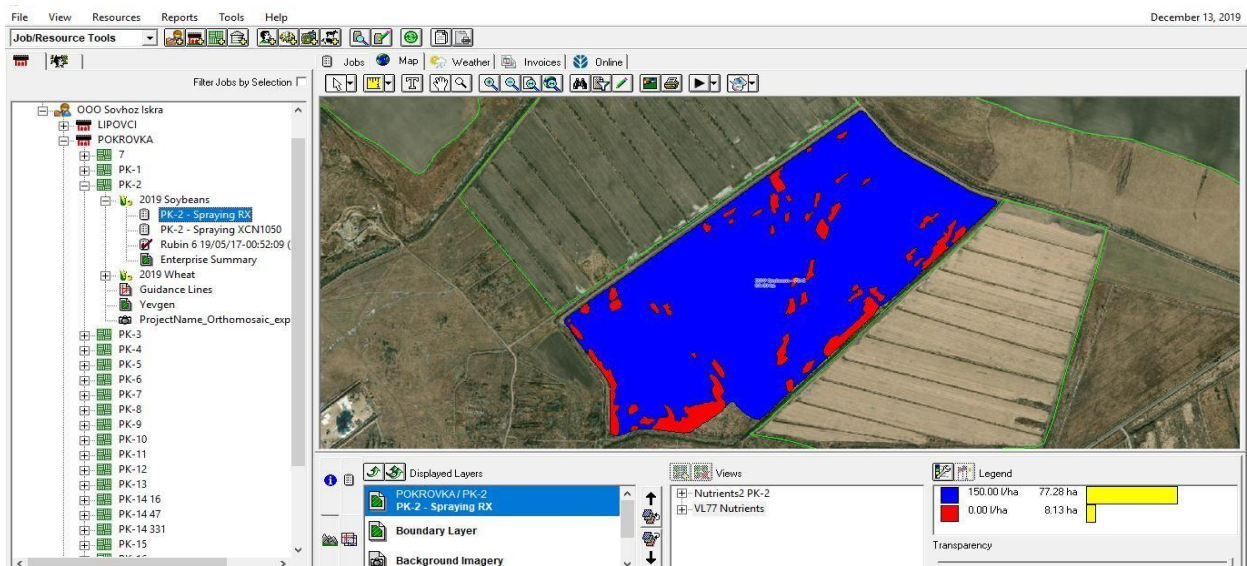 File View Resources Reports Tools Help
December 13, 2019
Job/Resource Tools
Jobs Map Weather Invoices Online
Filter Jobs by Selection
OOO Sovhoz Iskra
LIPOVCI
POKROVKA
7
PK-1
PK-2
2019 Soybeans
PK-2 - Spraying RX
PK-2 - Spraying XCN1050
Rubin 6 19/05/17-00:52:09 (
Enterprise Summary
2019 Wheat
Guidance Lines
Yevgen
ProjectName_Orthomosaic_exp
PK-3
PK-4
PK-5
PK-6
PK-7
PK-8
PK-9
PK-10
PK-11
PK-12
PK-13
PK-14 16
PK-14 47
PK-14 331
PK-15
Displayed Layers
POKROVKA / PK-2
PK-2 - Spraying RX
Boundary Layer
Background Imagery
Views
Nutrients2 PK-2
VL77 Nutrients
Legend
150.00 l/ha 77.28 ha
0.00 l/ha 8.13 ha
Transparency